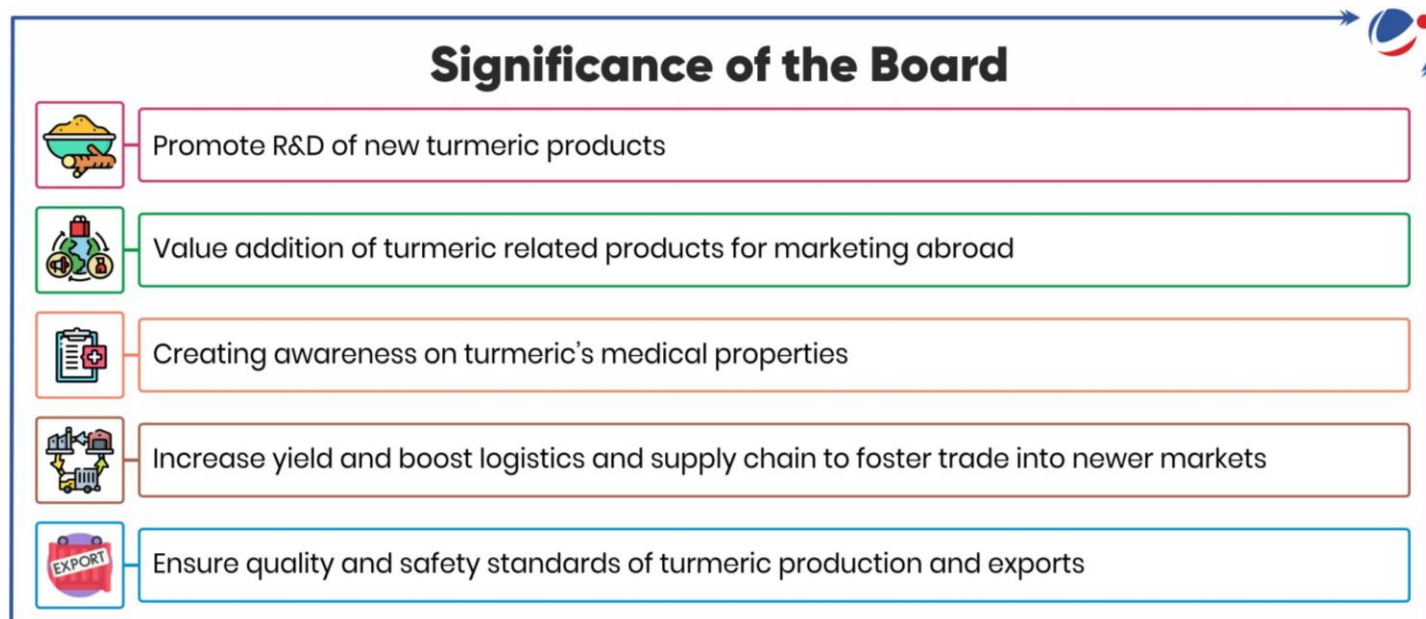 Significance of the Board
Promote R&D of new turmeric products
Value addition of turmeric related products for marketing abroad
Creating awareness on turmeric’s medical properties
Increase yield and boost logistics and supply chain to foster trade into newer markets
EXPORT
Ensure quality and safety standards of turmeric production and exports